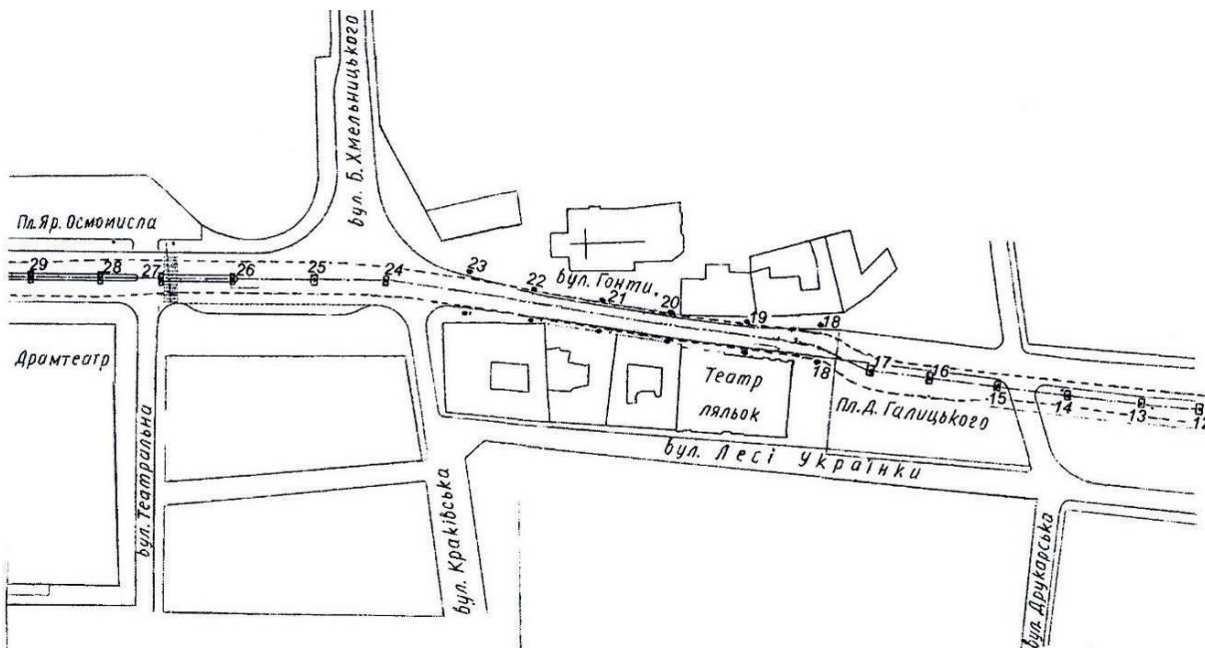 вул. Б. Хмельницького
Пл. Яр. Осмомисла
29
28
27
26
25
24
23
22
вул. Гонти
21
20
19
18
17
16
15
14
13
12
18
Драмтеатр
Театр
ляльок
Пл. Д. Галицького
вул. Лесі Українки
вул. Театральна
вул. Краківська
вул. Друкарська